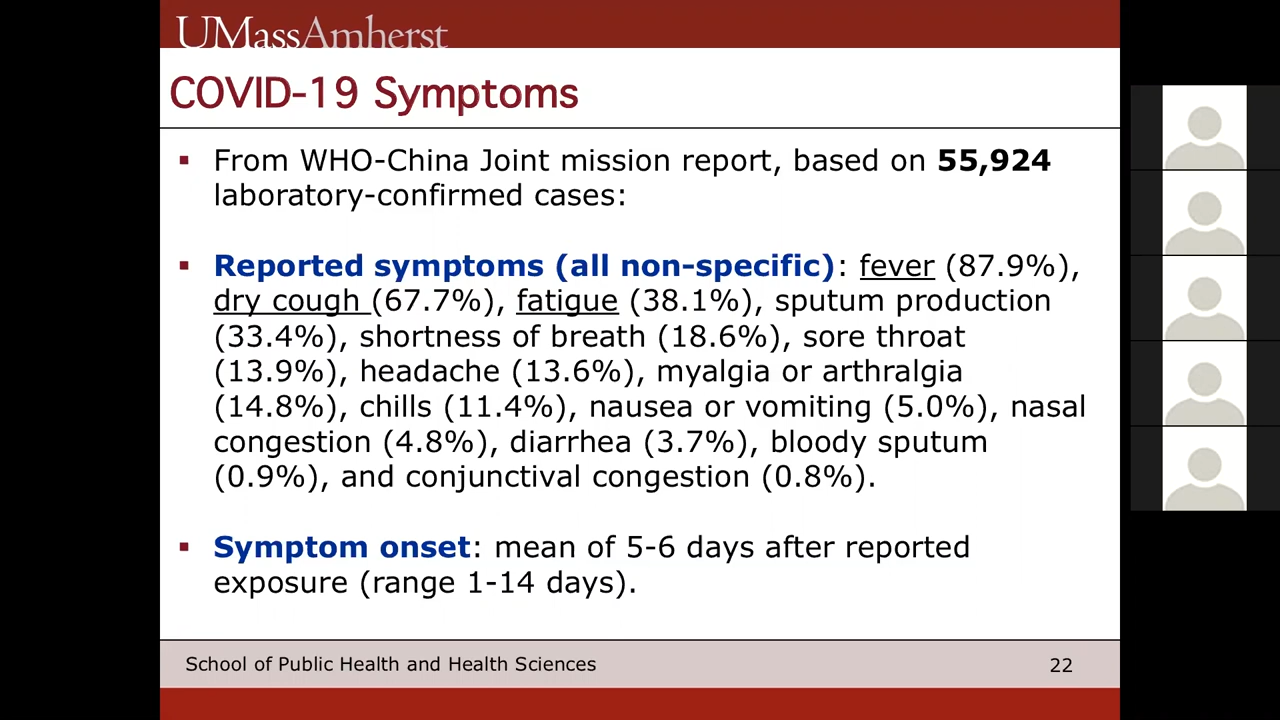 UMassAmherst
COVID-19 Symptoms
▪ From WHO-China Joint mission report, based on 55,924
laboratory-confirmed cases:
▪ Reported symptoms (all non-specific): fever (87.9%),
dry cough (67.7%), fatigue (38.1%), sputum production
(33.4%), shortness of breath (18.6%), sore throat
(13.9%), headache (13.6%), myalgia or arthralgia
(14.8%), chills (11.4%), nausea or vomiting (5.0%), nasal
congestion (4.8%), diarrhea (3.7%), bloody sputum
(0.9%), and conjunctival congestion (0.8%).
▪ Symptom onset: mean of 5-6 days after reported
exposure (range 1-14 days).
School of Public Health and Health Sciences 22